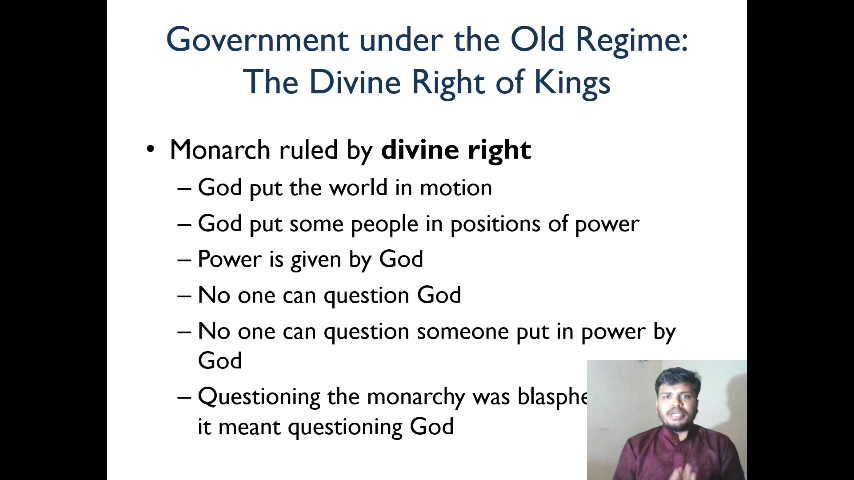 Government under the Old Regime:
The Divine Right of Kings
• Monarch ruled by divine right
– God put the world in motion
– God put some people in positions of power
– Power is given by God
– No one can question God
– No one can question someone put in power by
God
– Questioning the monarchy was
it meant questioning God